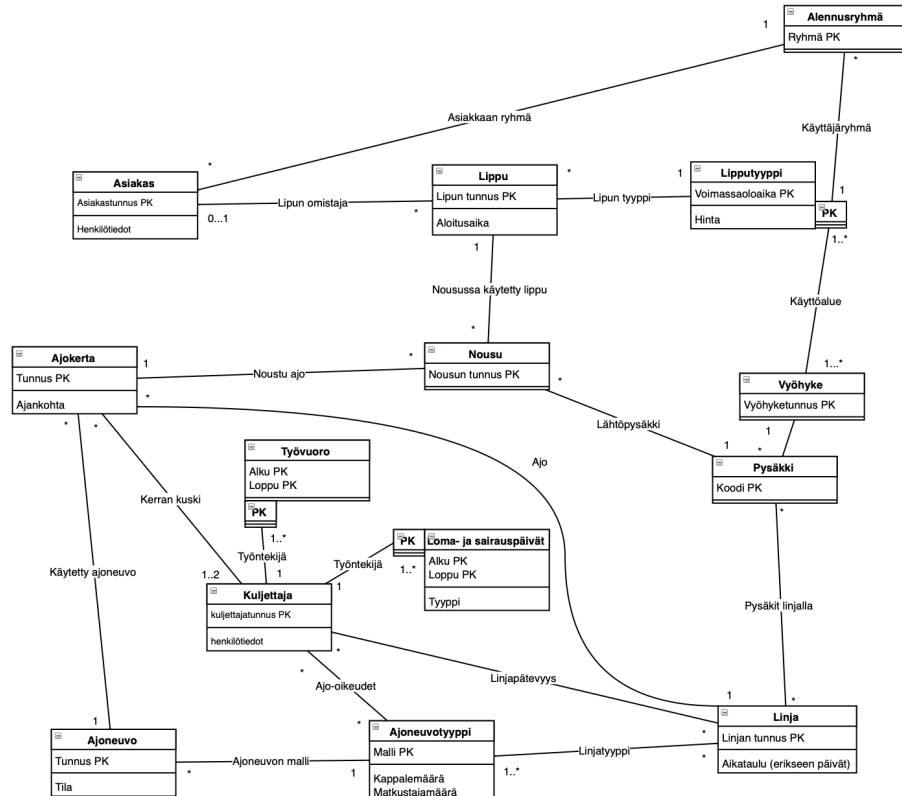 Alennusryhmä
1
Ryhmä PK
*
Asiakkaan ryhmä
Käyttäjäryhmä
*
Asiakas
Asiakastunnus PK
Henkilötiedot
0...1
Lipun omistaja
*
Lippu
Lipun tunnus PK
Aloitusaika
*
Lipun tyyppi
1
Lipputyyppi
Voimassaoloaika PK
Hinta
1
PK
1..*
1
Nousussa käytetty lippu
*
Käyttöalue
1...*
Ajokerta
Tunnus PK
Ajankohta
1
Noustu ajo
*
Nousu
Nousun tunnus PK
*
Vyöhyke
Vyöhyketunnus PK
1
*
Lähtöpysäkki
1
Pysäkki
Koodi PK
*
*
*
*
Ajo
Kerran kuski
Työvuoro
Alku PK
Loppu PK
PK
1..*
Työntekijä
1
PK
Loma- ja sairauspäivät
Alku PK
Loppu PK
Tyyppi
1..*
Työntekijä
1
Käytetty ajoneuvo
1..2
Kuljettaja
kuljettajatunnus PK
henkilötiedot
*
*
Pysäkit linjalla
Linjapätevyys
Ajo-oikeudet
*
1
*
1
Linja
Linjan tunnus PK
Aikataulu (erikseen päivät)
*
*
Ajoneuvo
Tunnus PK
Tila
*
Ajoneuvon malli
1
Ajoneuvotyyppi
Malli PK
Kappalemäärä
Matkustajamäärä
1..*
Linjatyyppi